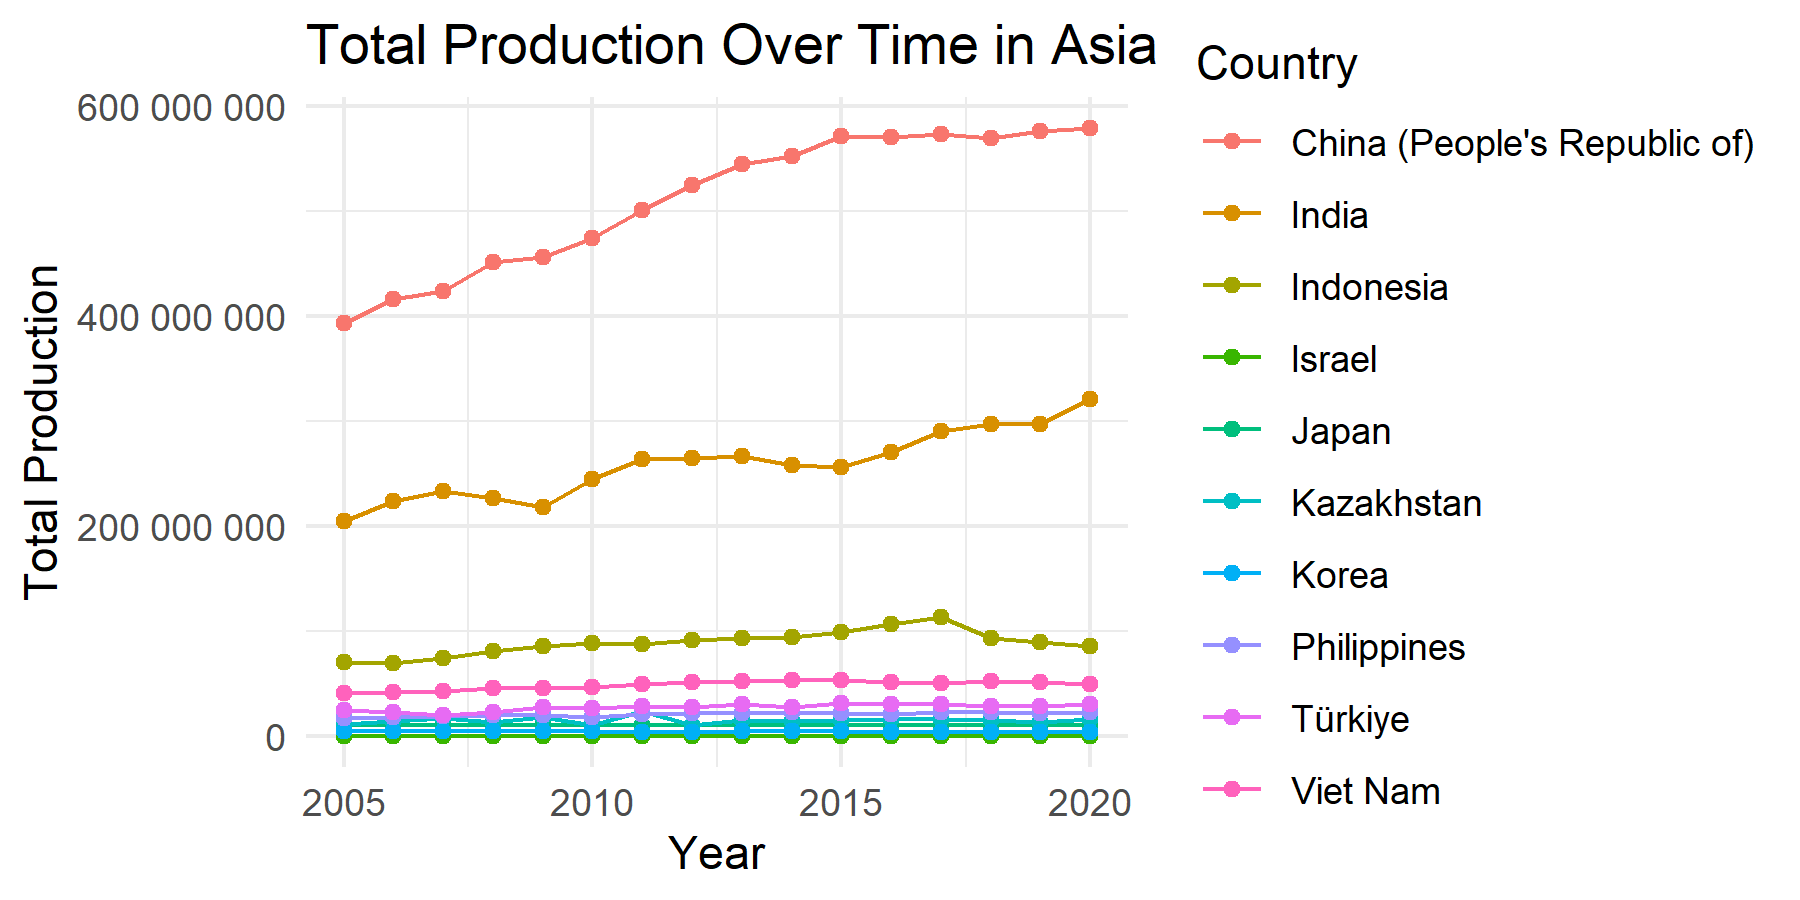 Total Production Over Time in Asia
Total Production
600 000 000
400 000 000
200 000 000
0
2005 2010 2015 2020
Year
Country
China (People's Republic of)
India
Indonesia
Israel
Japan
Kazakhstan
Korea
Philippines
Türkiye
Viet Nam